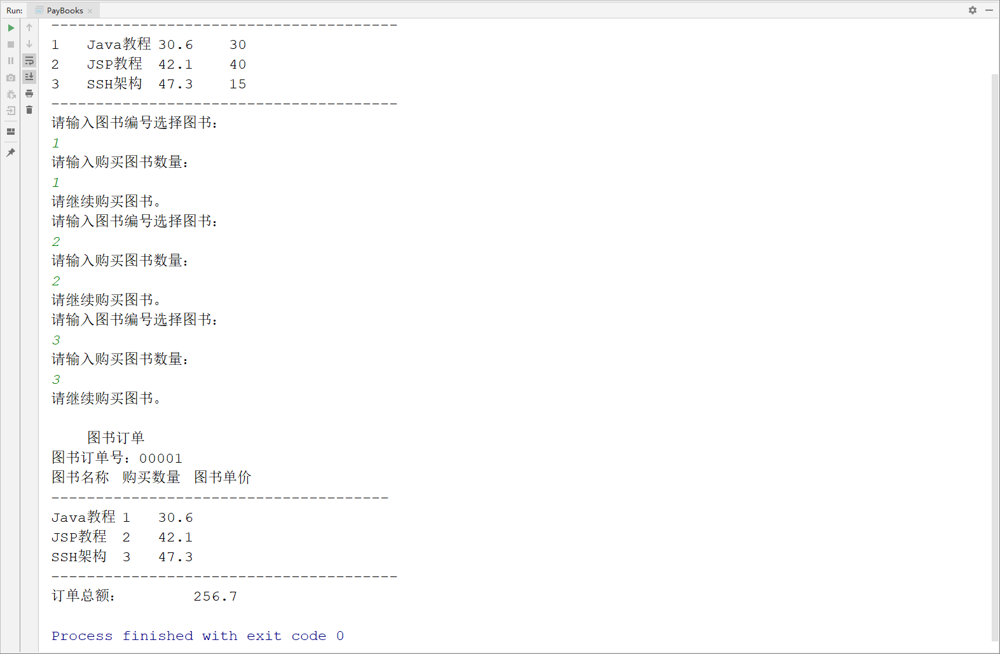 Run: PayBooks
---------------------------------------
1 Java教程 30.6 30
2 JSP教程 42.1 40
3 SSH架构 47.3 15
---------------------------------------
请输入图书编号选择图书：
1
请输入购买图书数量：
1
请继续购买图书。
请输入图书编号选择图书：
2
请输入购买图书数量：
2
请继续购买图书。
请输入图书编号选择图书：
3
请输入购买图书数量：
3
请继续购买图书。
图书订单
图书订单号：00001
图书名称 购买数量 图书单价
--------------------------------------
Java教程 1 30.6
JSP教程 2 42.1
SSH架构 3 47.3
---------------------------------------
订单总额： 256.7
Process finished with exit code 0